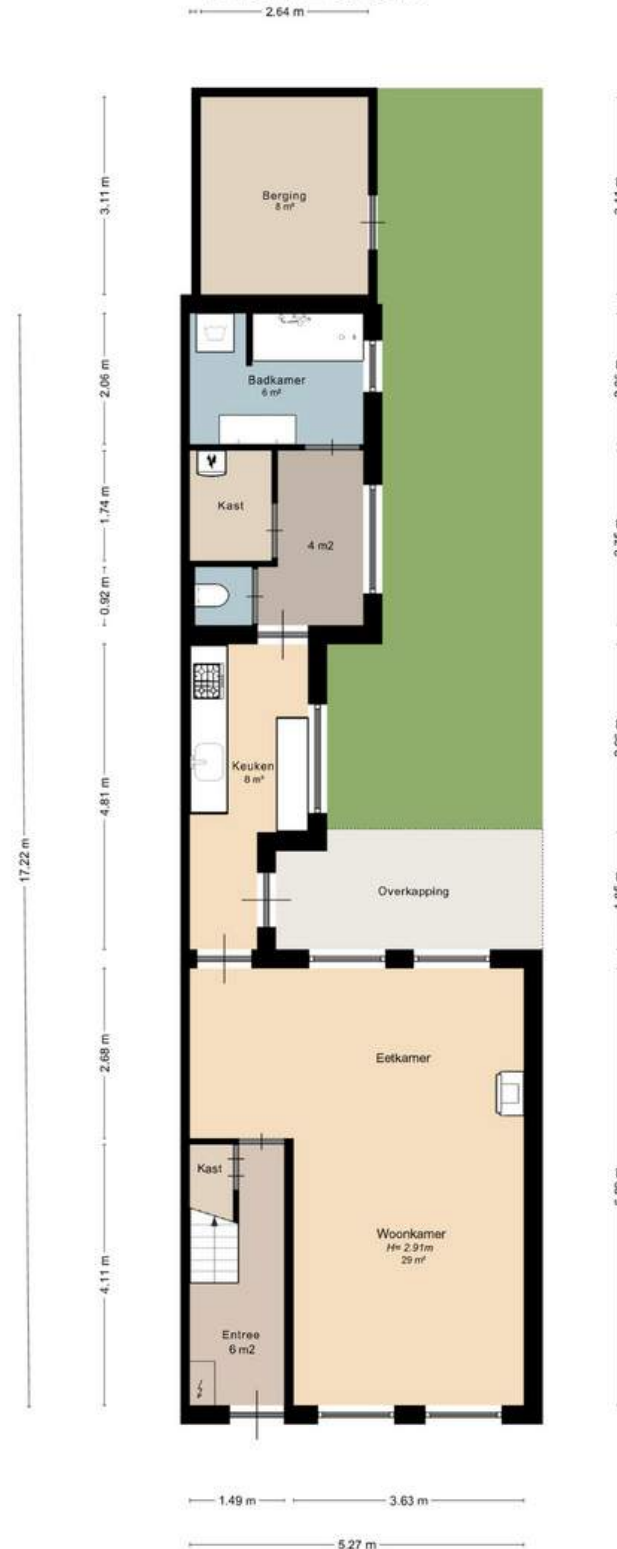 2.64 m
3.11 m
Berging
8 m²
2.06 m
Badkamer
6 m²
1.74 m
Kast
4 m2
0.92 m
4.81 m
Keuken
8 m²
17.22 m
Overkapping
2.68 m
Eetkamer
Kast
Woonkamer
H= 2.91m
29 m²
4.11 m
Entree
6 m2
1.49 m
3.63 m
5.27 m